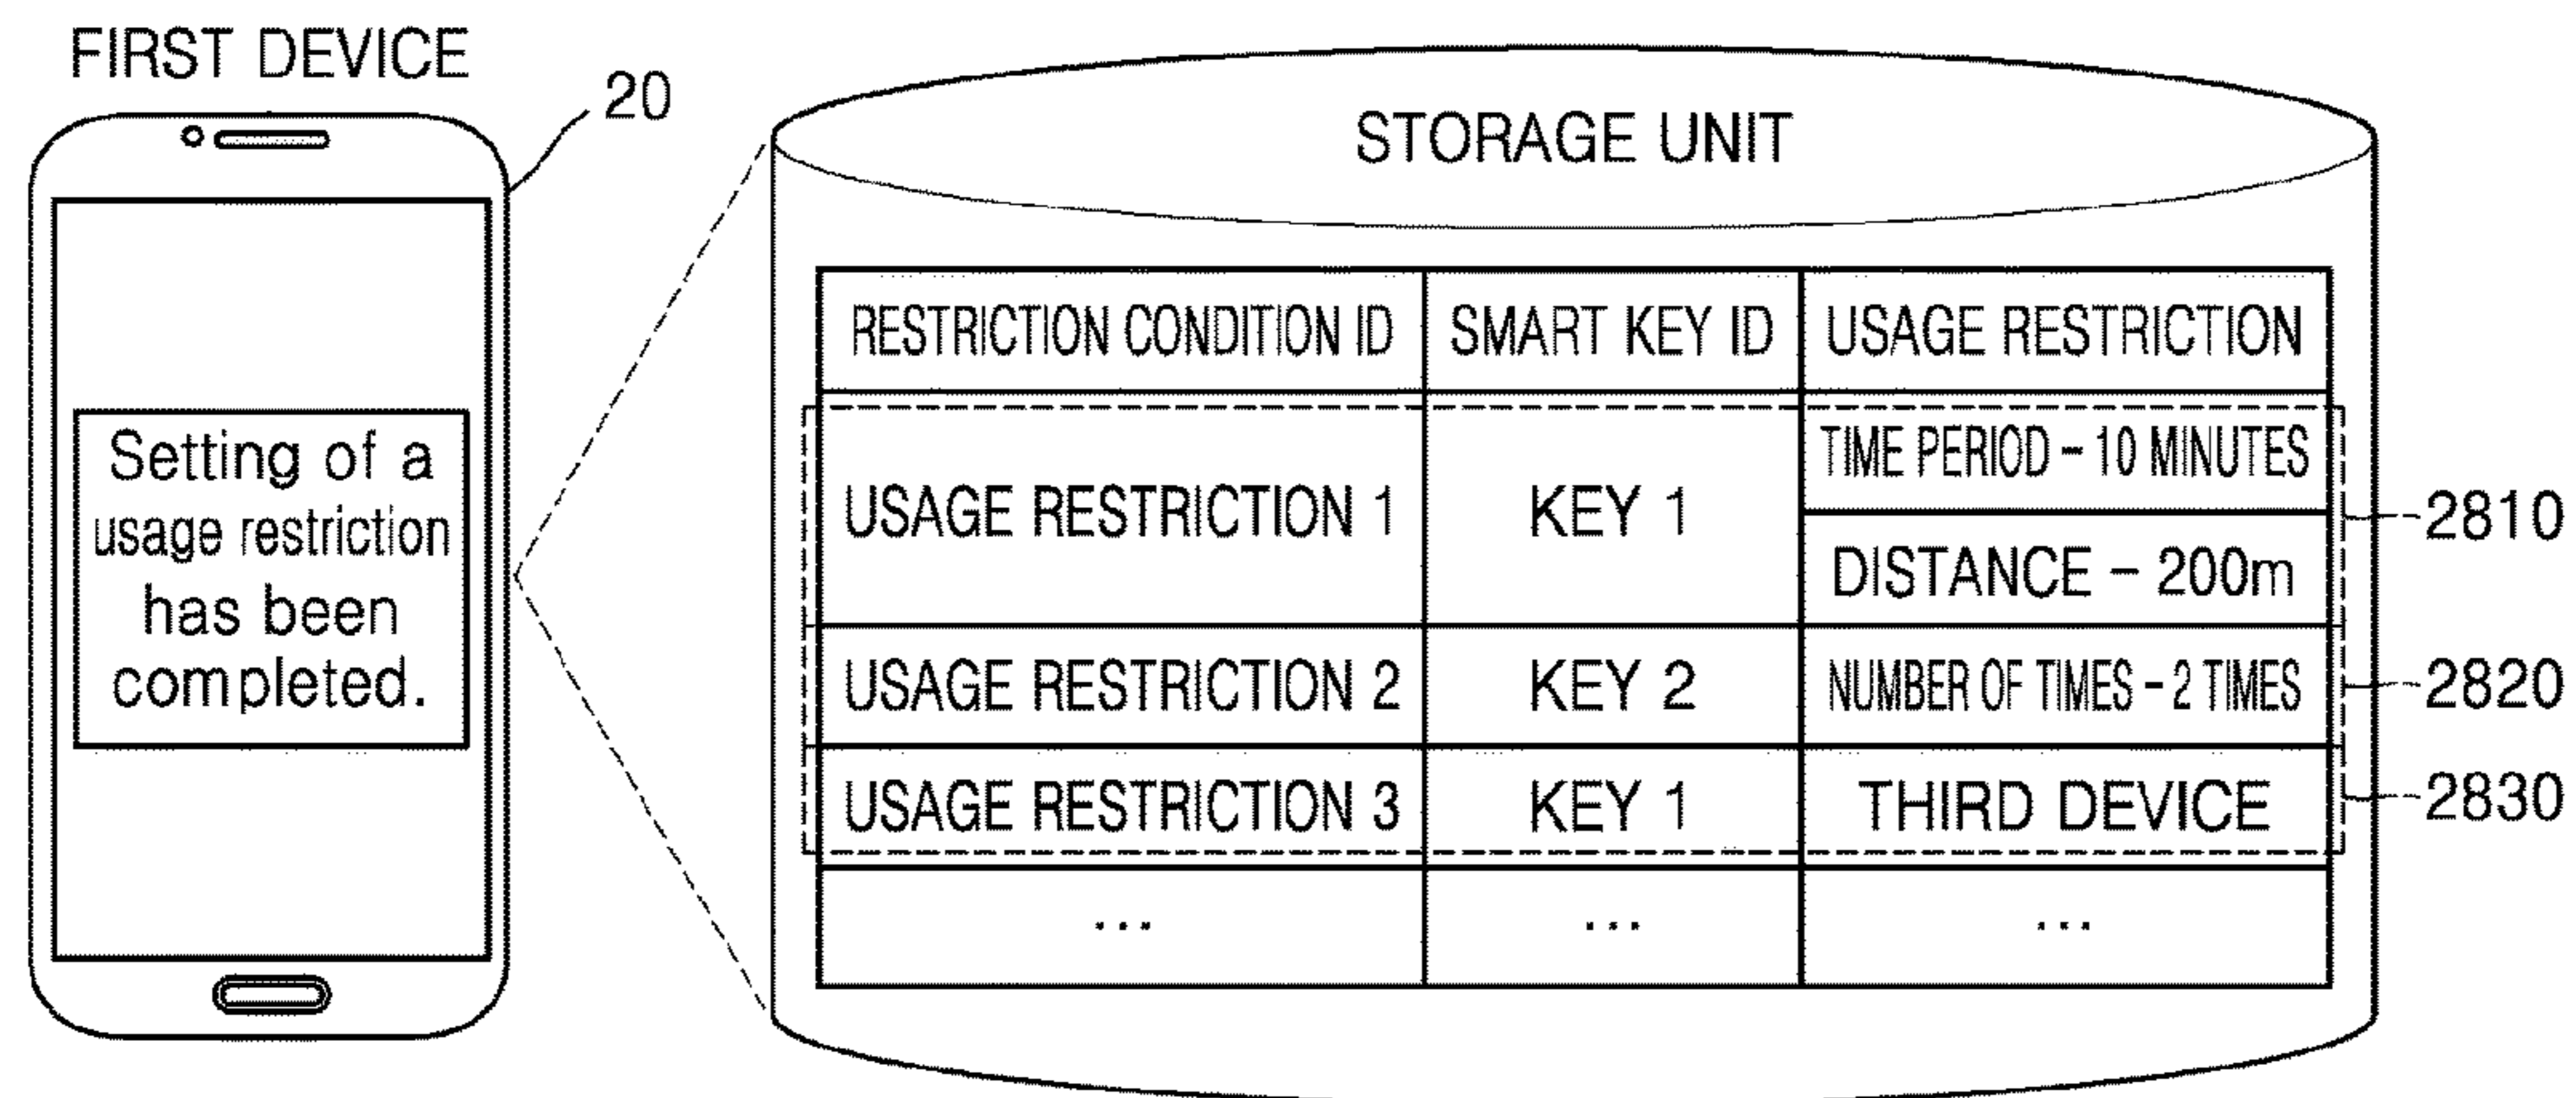 FIRST DEVICE
20
Setting of a
usage restriction
has been
completed.
STORAGE UNIT
RESTRICTION CONDITION ID SMART KEY ID USAGE RESTRICTION
USAGE RESTRICTION 1 KEY 1 TIME PERIOD - 10 MINUTES
DISTANCE - 200m
2810
USAGE RESTRICTION 2 KEY 2 NUMBER OF TIMES - 2 TIMES 2820
USAGE RESTRICTION 3 KEY 1 THIRD DEVICE 2830
... ... ...